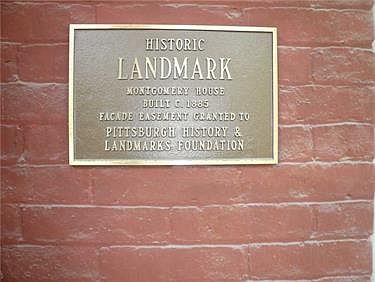 HISTORIC
LANDMARK
MONTGOMERY HOUSE
BUILT C. 1885
FACADE EASEMENT GRANTED TO
PITTSBURGH HISTORY &
LANDMARKS FOUNDATION